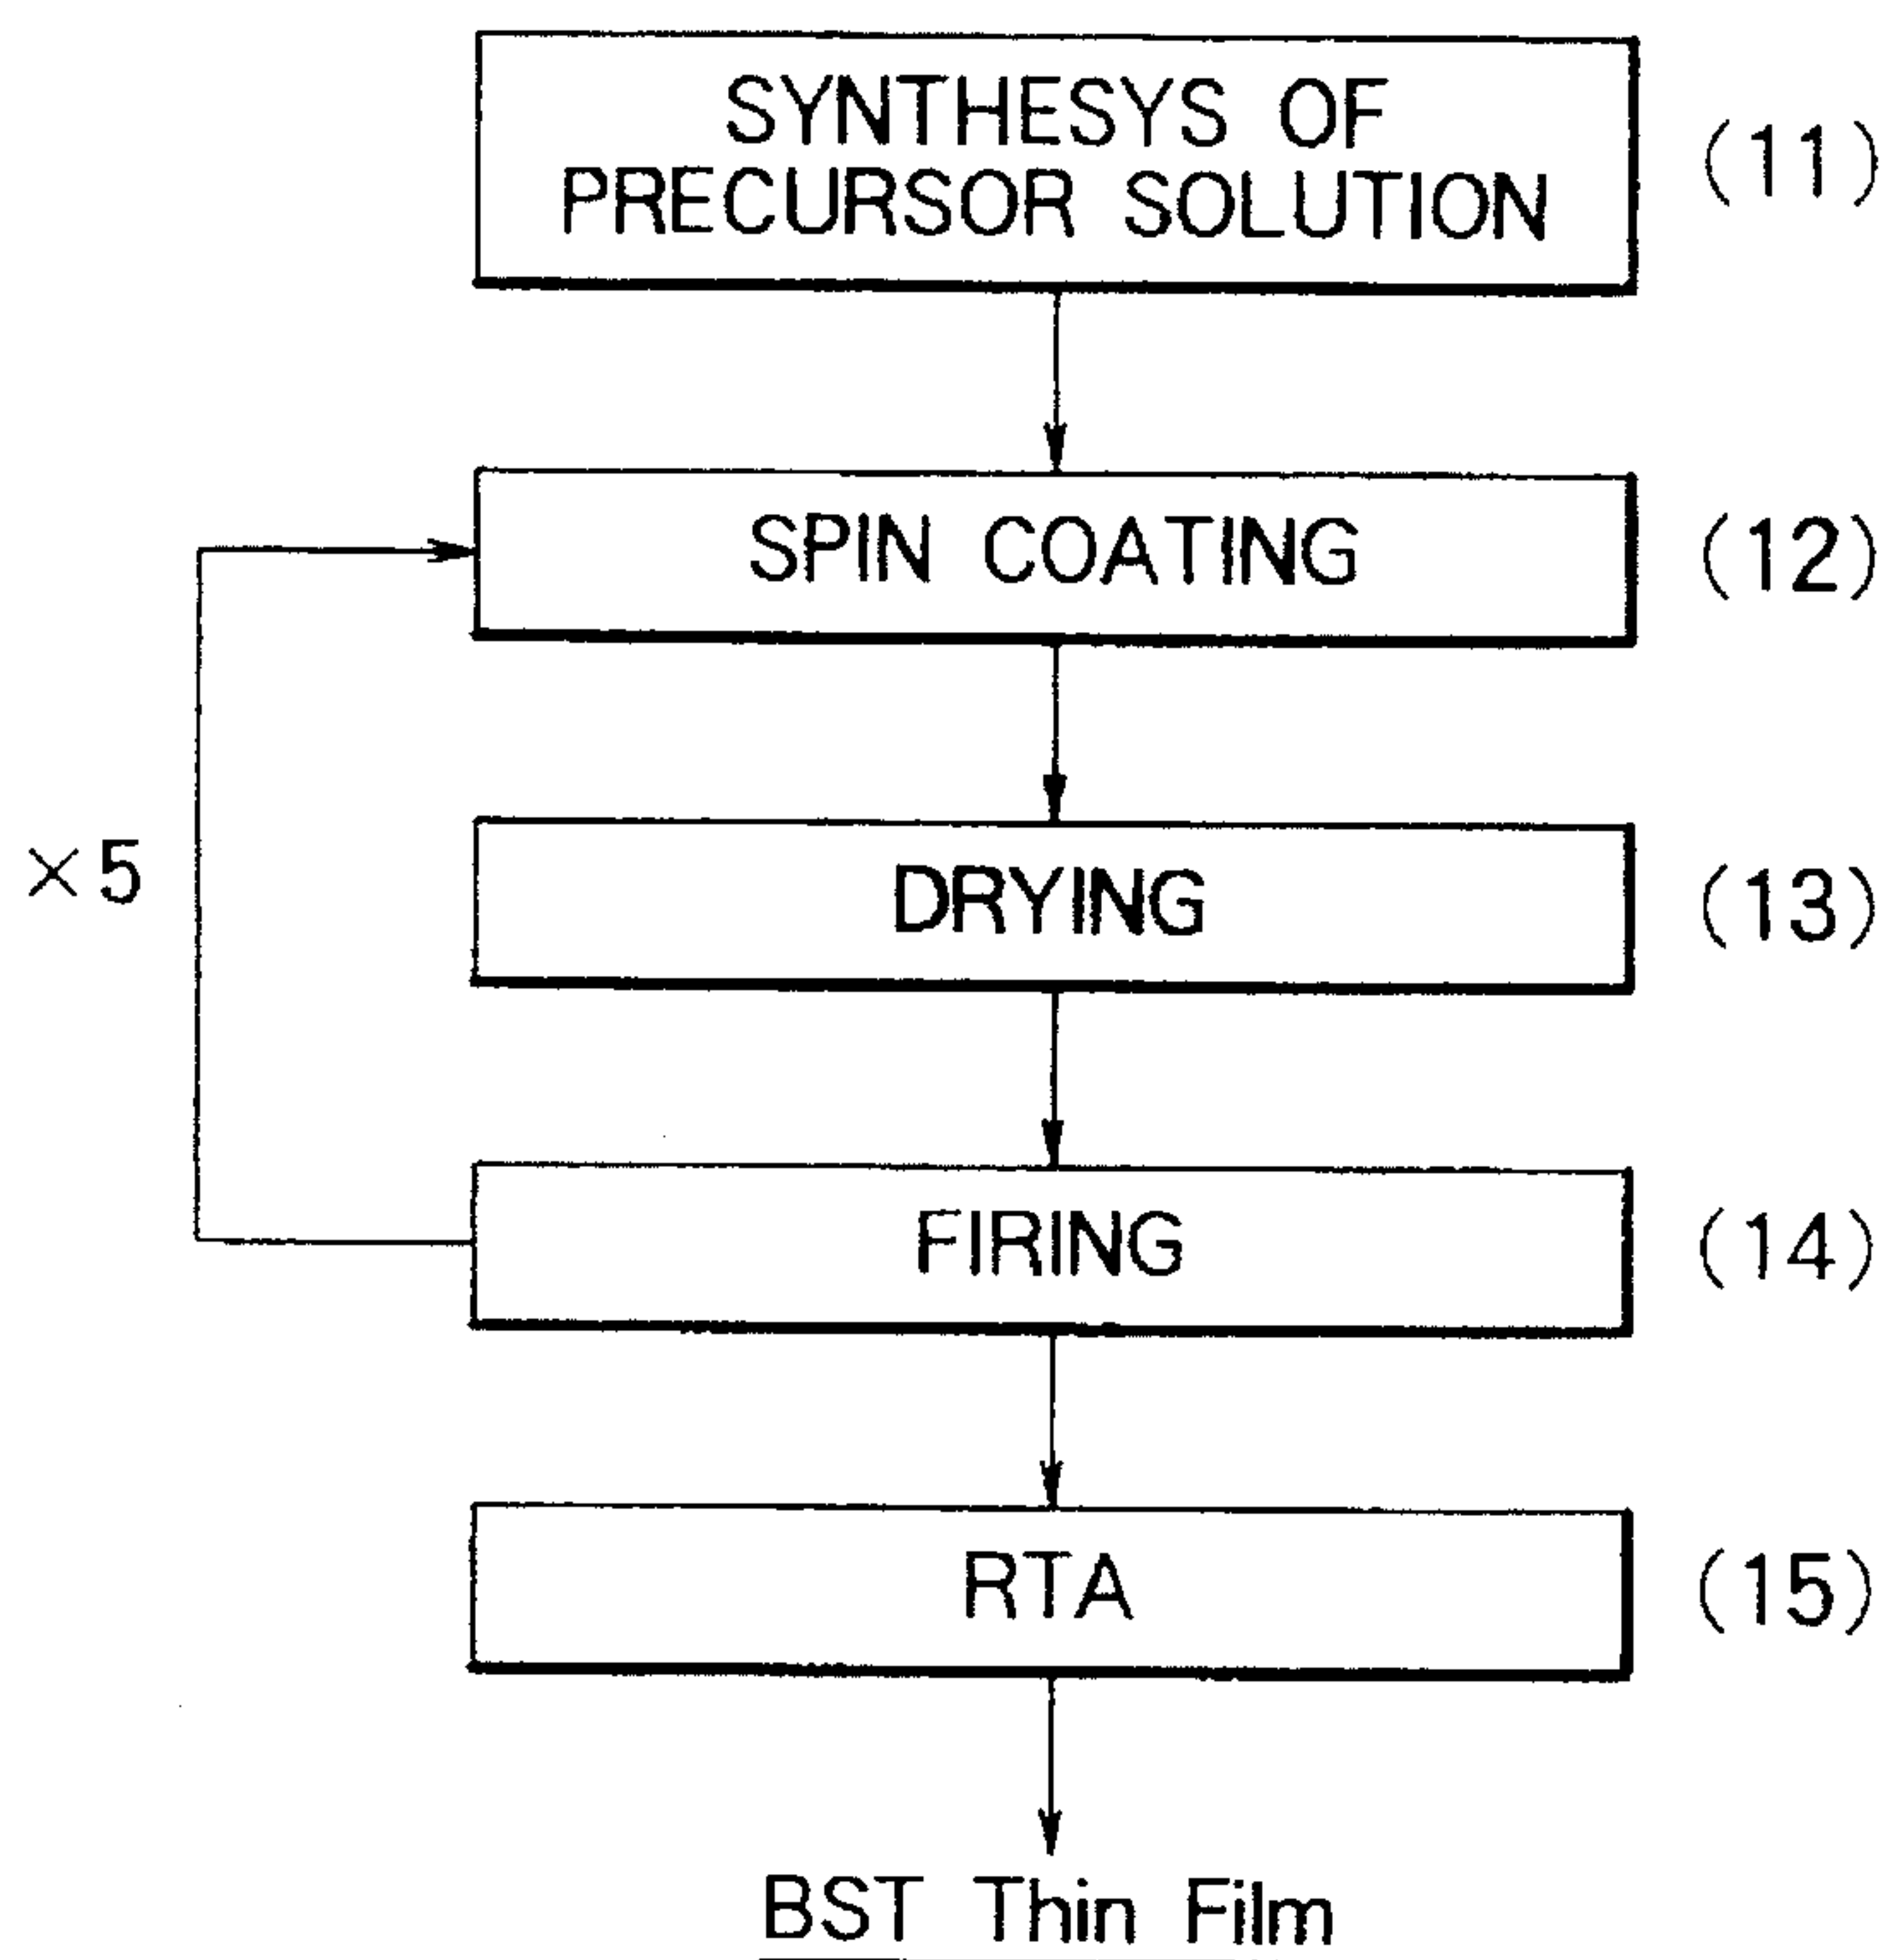 SYNTHESYS OF
PRECURSOR SOLUTION
(11)
SPIN COATING
(12)
×5
DRYING
(13)
FIRING
(14)
RTA
(15)
BST Thin Film